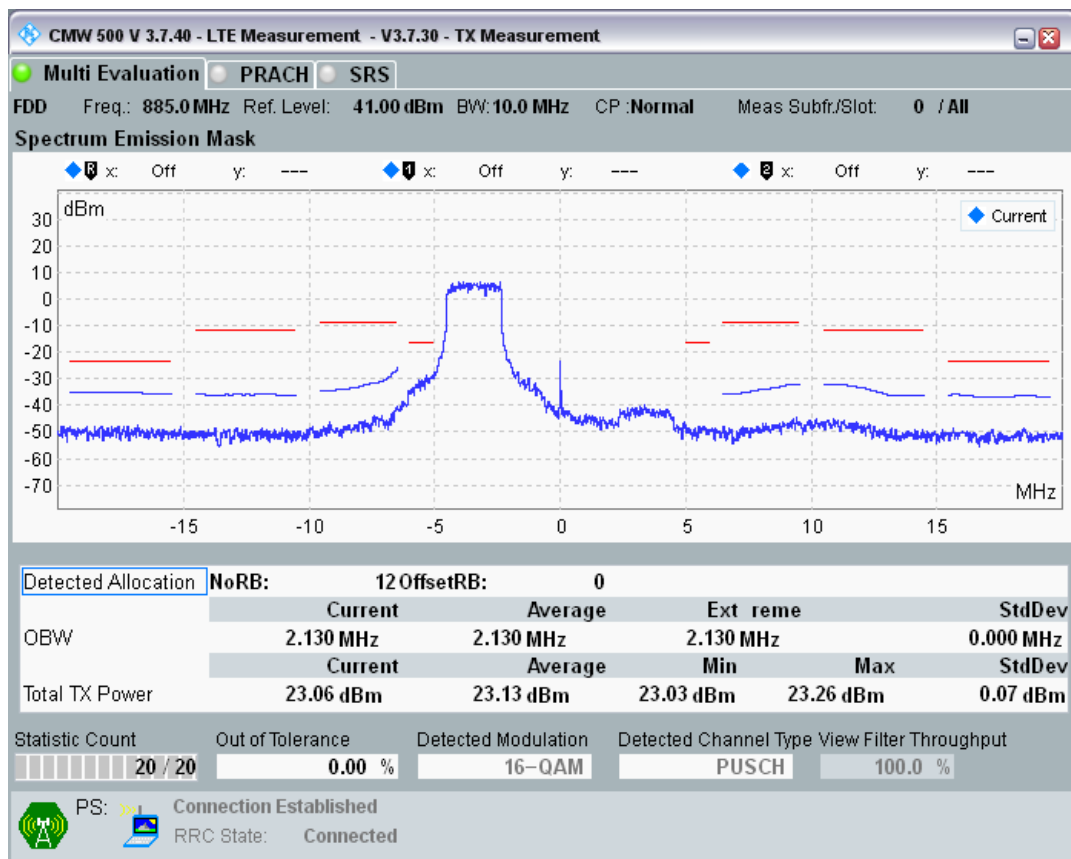 CMW 500 V 3.7.40 - LTE Measurement - V3.7.30 - TX Measurement
Multi Evaluation PRACH SRS
FDD Freq.: 885.0 MHz Ref. Level: 41.00 dBm BW: 10.0 MHz CP :Normal Meas Subfr./Slot: 0 / All
Spectrum Emission Mask
R x: Off y: --- 1 x: Off y: --- 2 x: Off y: ---
dBm
Current
30
20
10
0
-10
-20
-30
-40
-50
-60
-70
MHz
-15 -10 -5 0 5 10 15
Detected Allocation NoRB: 12 OffsetRB: 0
Current Average Ext reme StdDev
OBW 2.130 MHz 2.130 MHz 2.130 MHz 0.000 MHz
Current Average Min Max StdDev
Total TX Power 23.06 dBm 23.13 dBm 23.03 dBm 23.26 dBm 0.07 dBm
Statistic Count Out of Tolerance Detected Modulation Detected Channel Type View Filter Throughput
20 / 20 0.00 % 16-QAM PUSCH 100.0 %
PS: Connection Established
RRC State: Connected